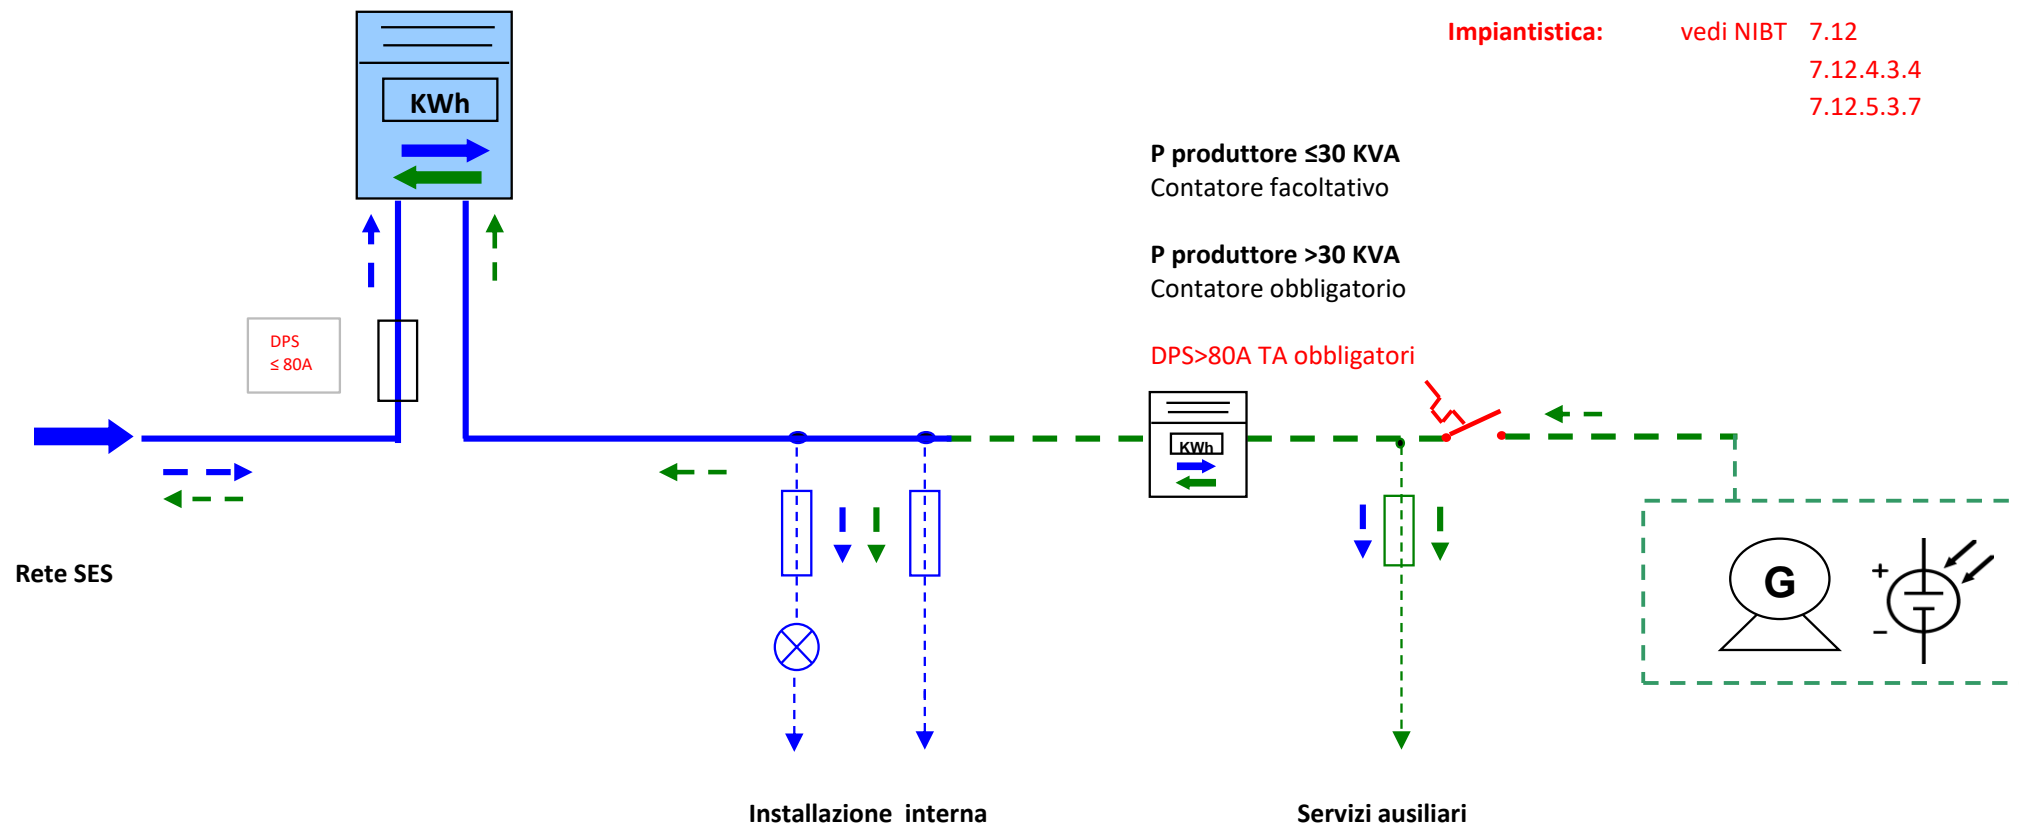 Impiantistica: vedi NIBT 7.12
7.12.4.3.4
7.12.5.3.7
KWh
P produttore ≤30 KVA
Contatore facoltativo
P produttore >30 KVA
Contatore obbligatorio
DPS
≤ 80A
DPS>80A TA obbligatori
KWh
Rete SES
G
+
−
Installazione interna
Servizi ausiliari